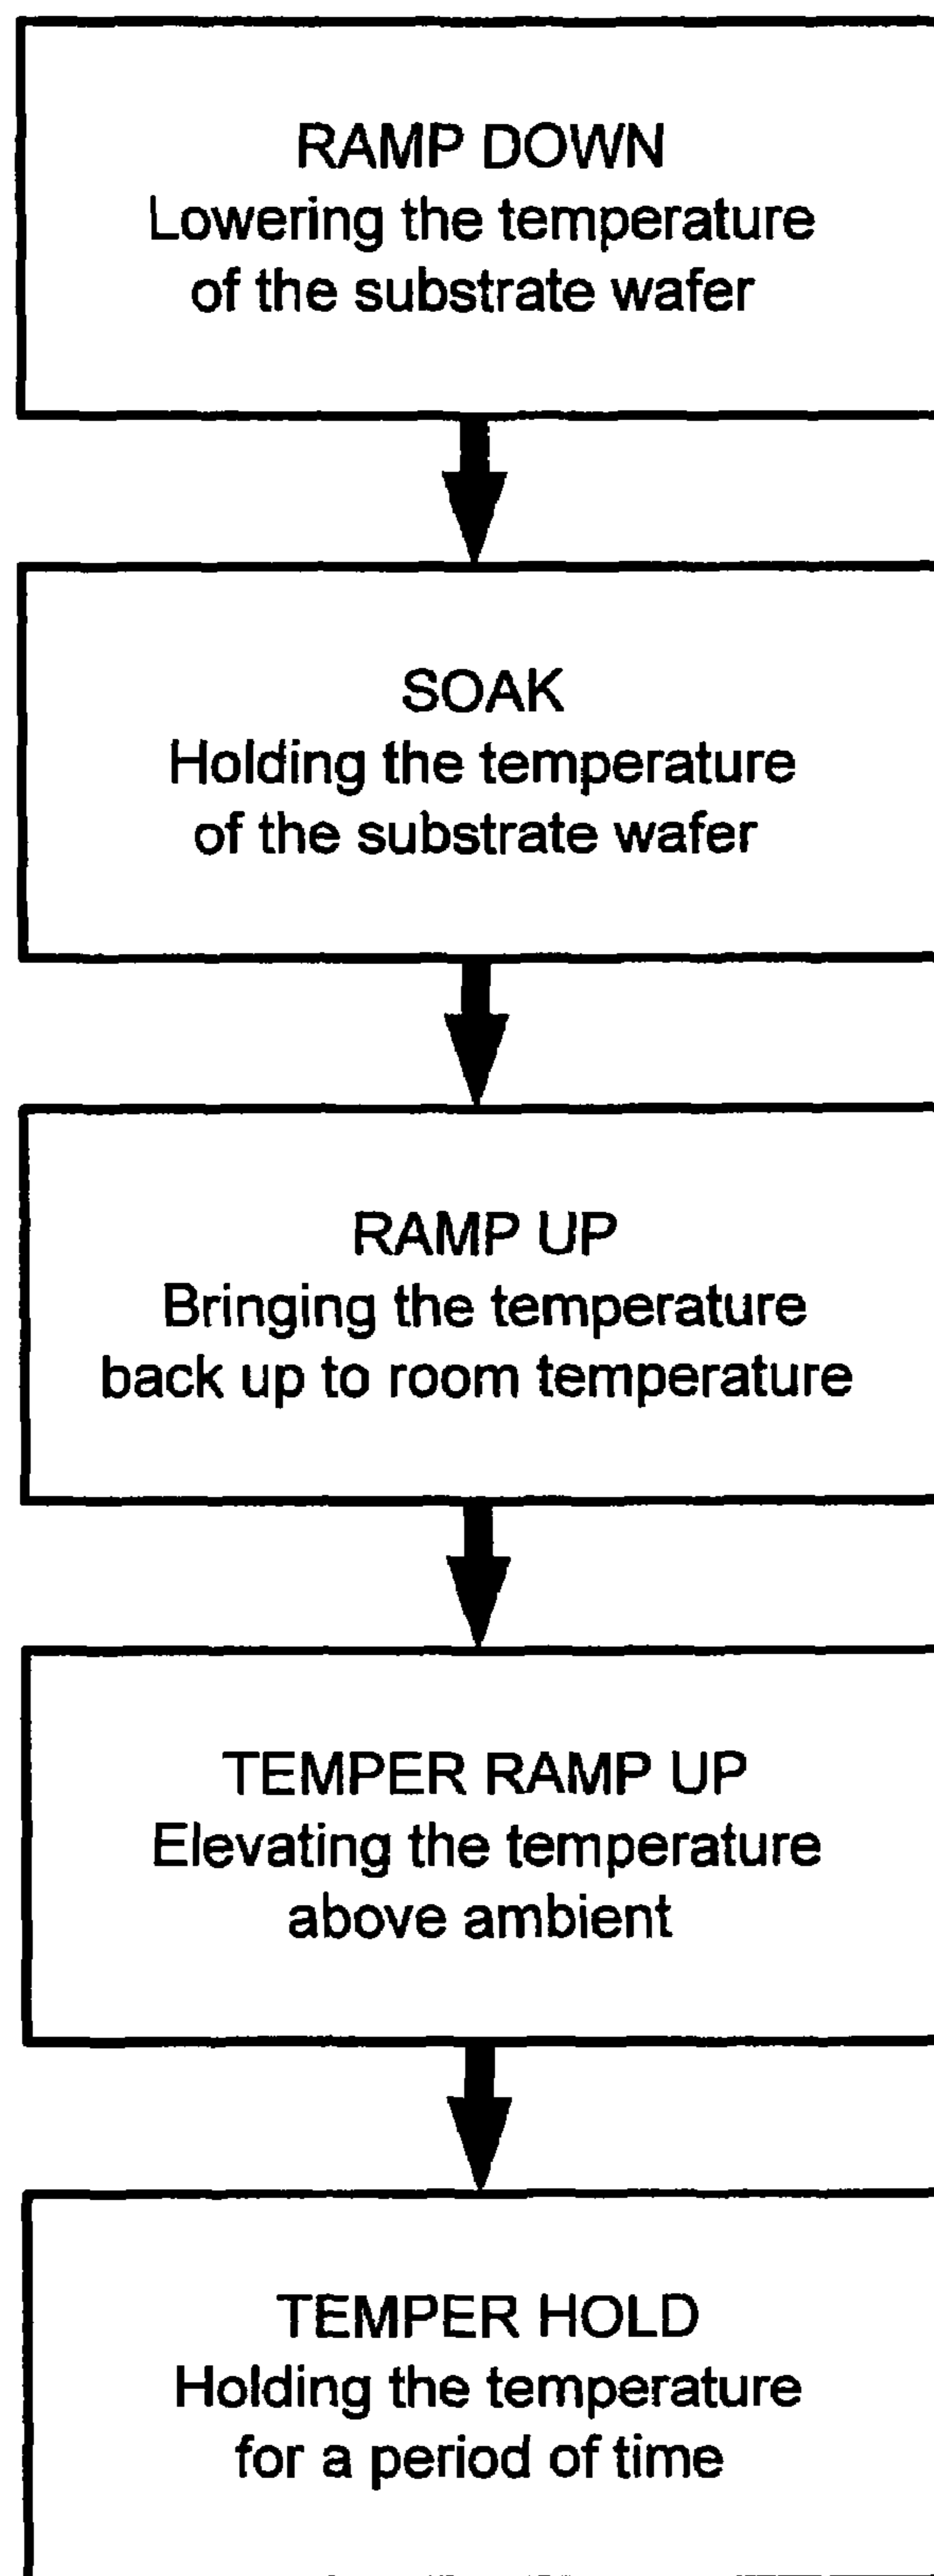 RAMP DOWN
Lowering the temperature
of the substrate wafer
SOAK
Holding the temperature
of the substrate wafer
RAMP UP
Bringing the temperature
back up to room temperature
TEMPER RAMP UP
Elevating the temperature
above ambient
TEMPER HOLD
Holding the temperature
for a period of time